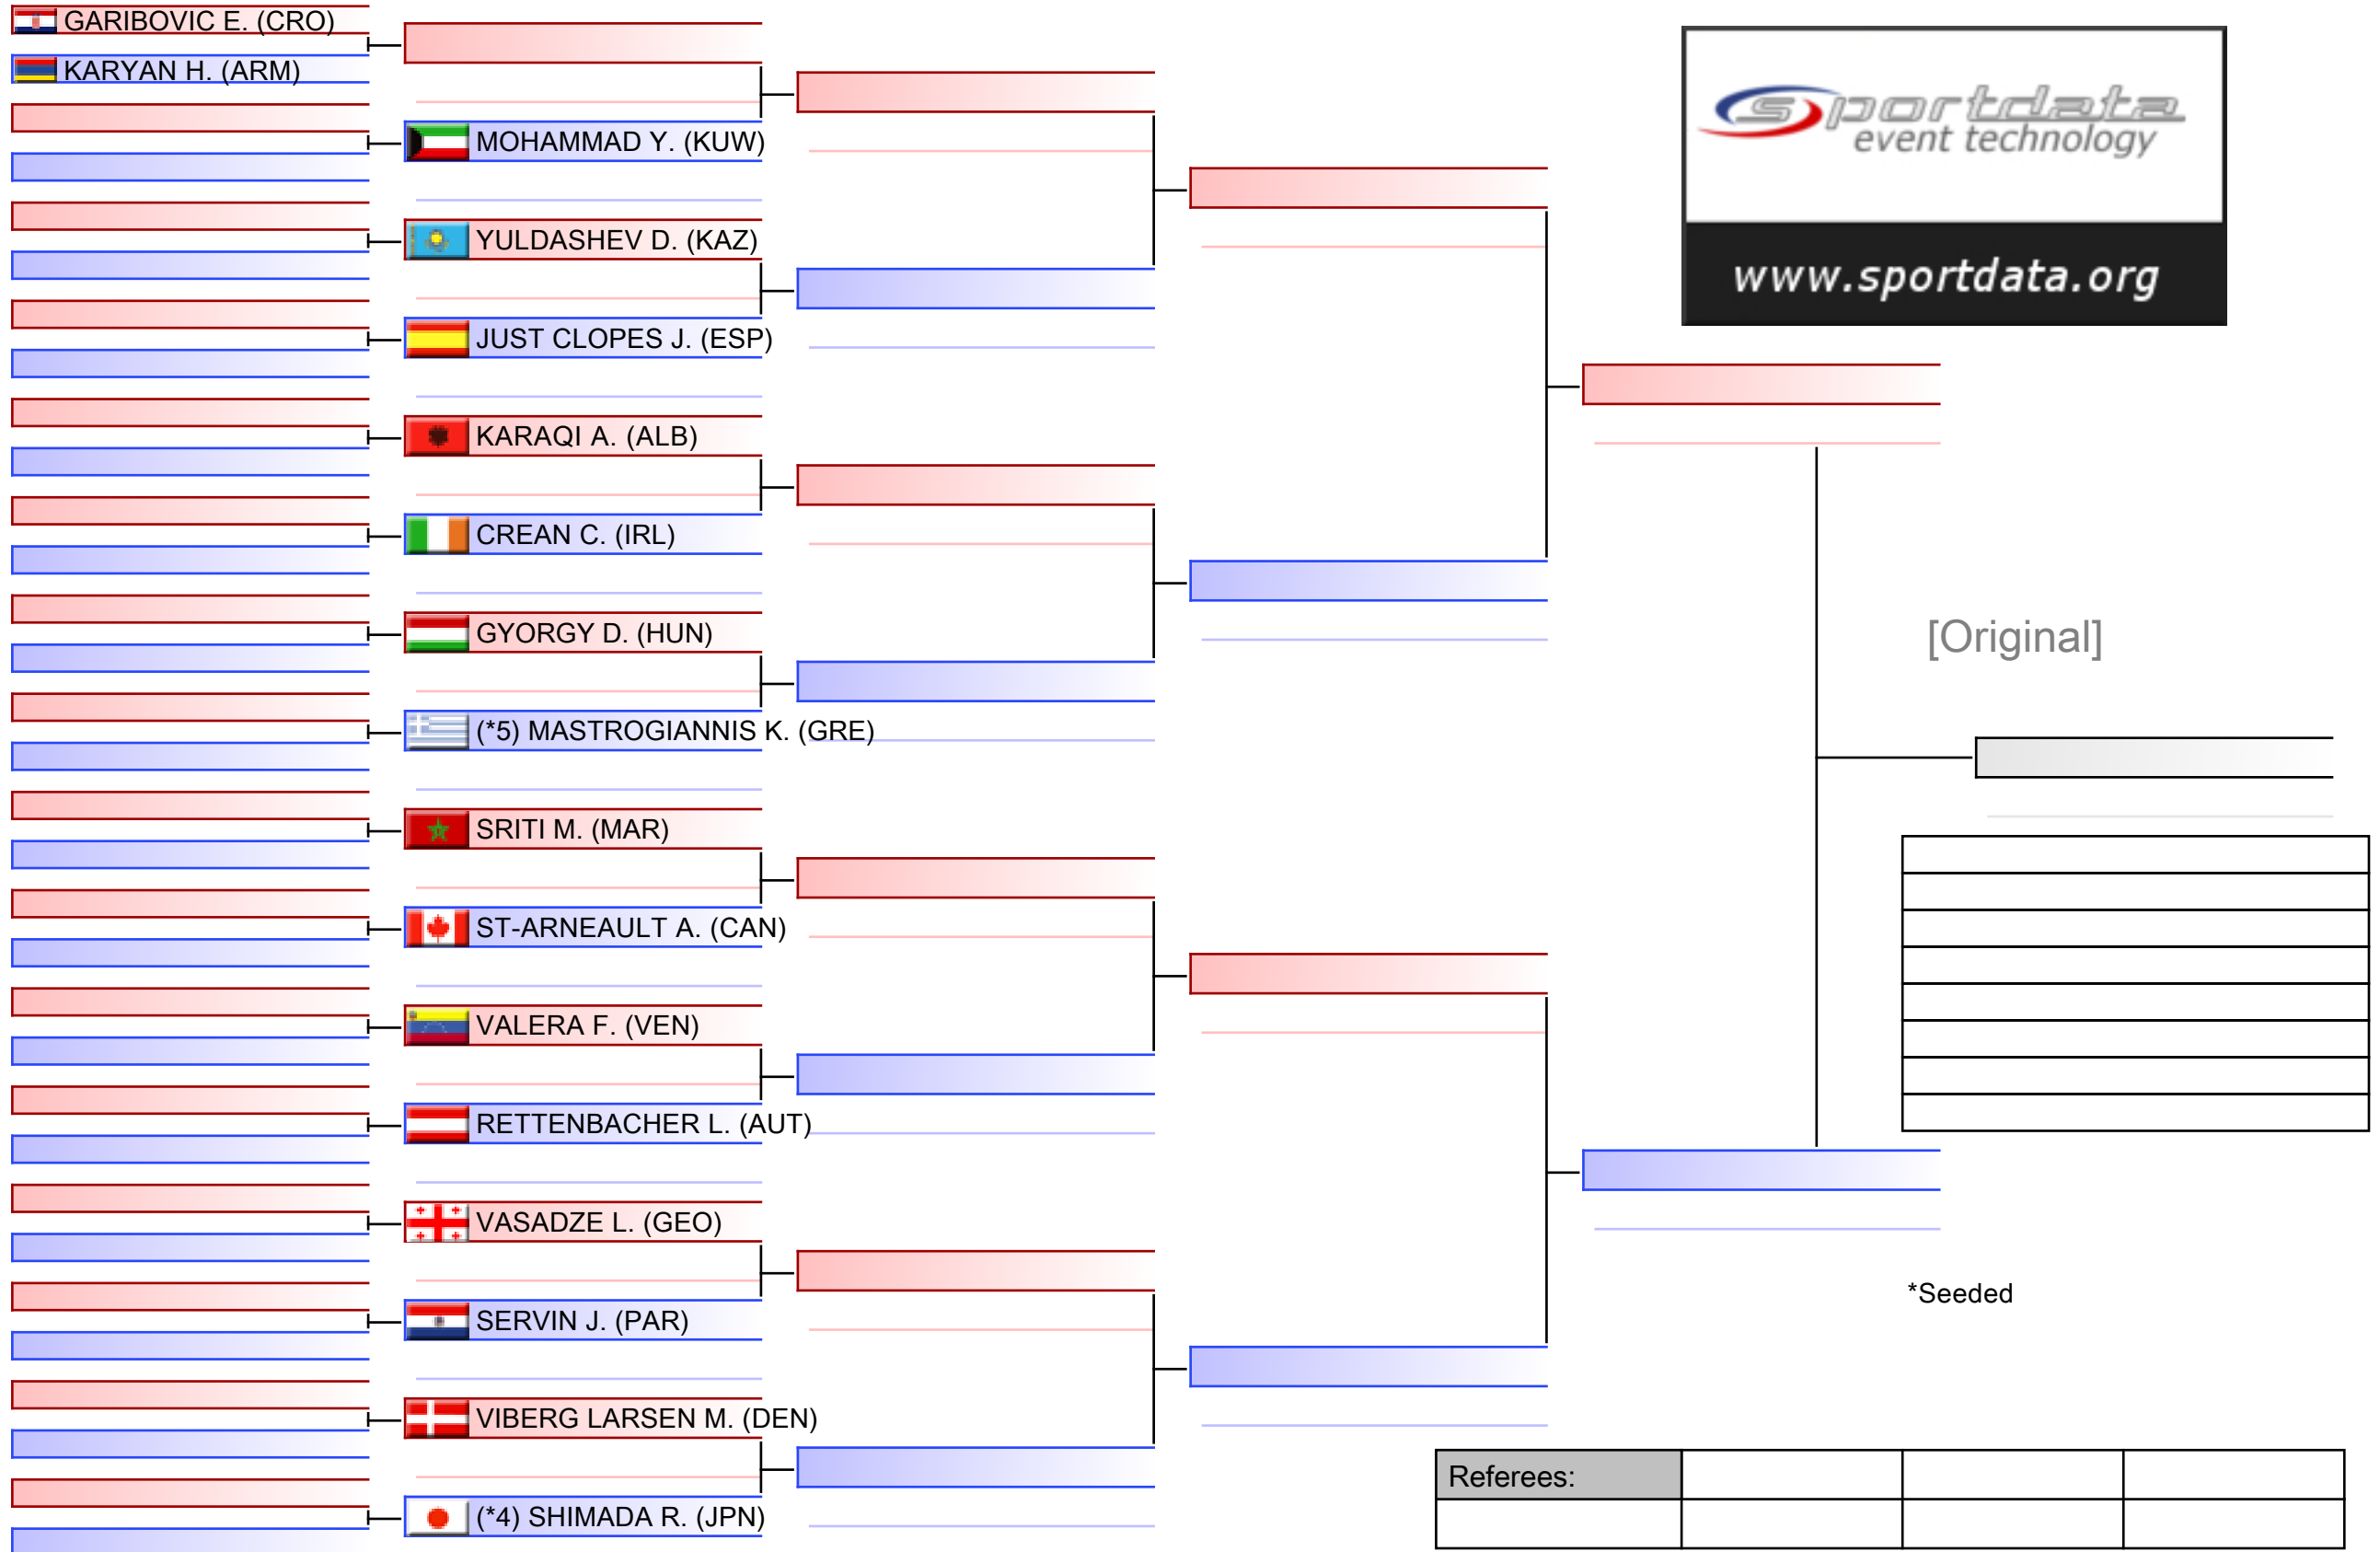 GARIBOVIC E. (CRO)
KARYAN H. (ARM)
MOHAMMAD Y. (KUW)
YULDASHEV D. (KAZ)
JUST CLOPES J. (ESP)
KARAQI A. (ALB)
CREAN C. (IRL)
GYORGY D. (HUN)
(*5) MASTROGIANNIS K. (GRE)
SRITI M. (MAR)
ST-ARNEAULT A. (CAN)
VALERA F. (VEN)
RETTENBACHER L. (AUT)
VASADZE L. (GEO)
SERVIN J. (PAR)
VIBERG LARSEN M. (DEN)
(*4) SHIMADA R. (JPN)
sportdata
event technology
www.sportdata.org
[Original]
*Seeded
Referees: